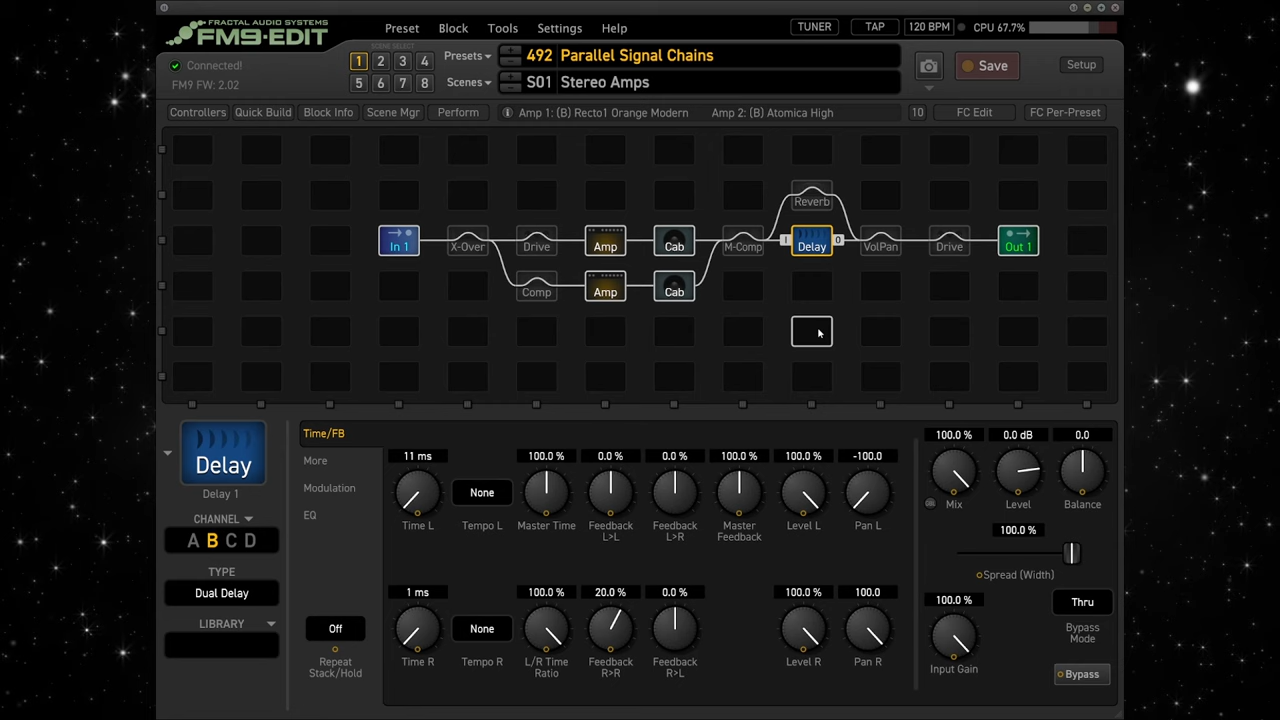 FRACTAL AUDIO SYSTEMS
FM9-EDIT
Preset Block Tools Settings Help
TUNER TAP 120 BPM CPU 67.7%
Connected!
FM9 FW: 2.02
SCENE SELECT
1 2 3 4
5 6 7 8
Presets 492 Parallel Signal Chains
Scenes S01 Stereo Amps
Save
Setup
Controllers Quick Build Block Info Scene Mgr Perform Amp 1: (B) Recto1 Orange Modern Amp 2: (B) Atomica High 10 FC Edit FC Per-Preset
Reverb
In 1 X-Over Drive Amp Cab M-Comp I Delay O VolPan Drive Out 1
Comp Amp Cab
Delay
Delay 1
CHANNEL
A B C D
TYPE
Dual Delay
LIBRARY
Time/FB
More
Modulation
EQ
Off
Repeat
Stack/Hold
11 ms 100.0 % 0.0 % 0.0 % 100.0 % 100.0 % -100.0
None
Time L Tempo L Master Time Feedback L>L Feedback L>R Master Feedback Level L Pan L
1 ms 100.0 % 20.0 % 0.0 % 100.0 % 100.0
None
Time R Tempo R L/R Time Ratio Feedback R>R Feedback R>L Level R Pan R
100.0 % 0.0 dB 0.0
Mix Level Balance
100.0 %
Spread (Width)
100.0 %
Input Gain
Thru
Bypass
Mode
Bypass